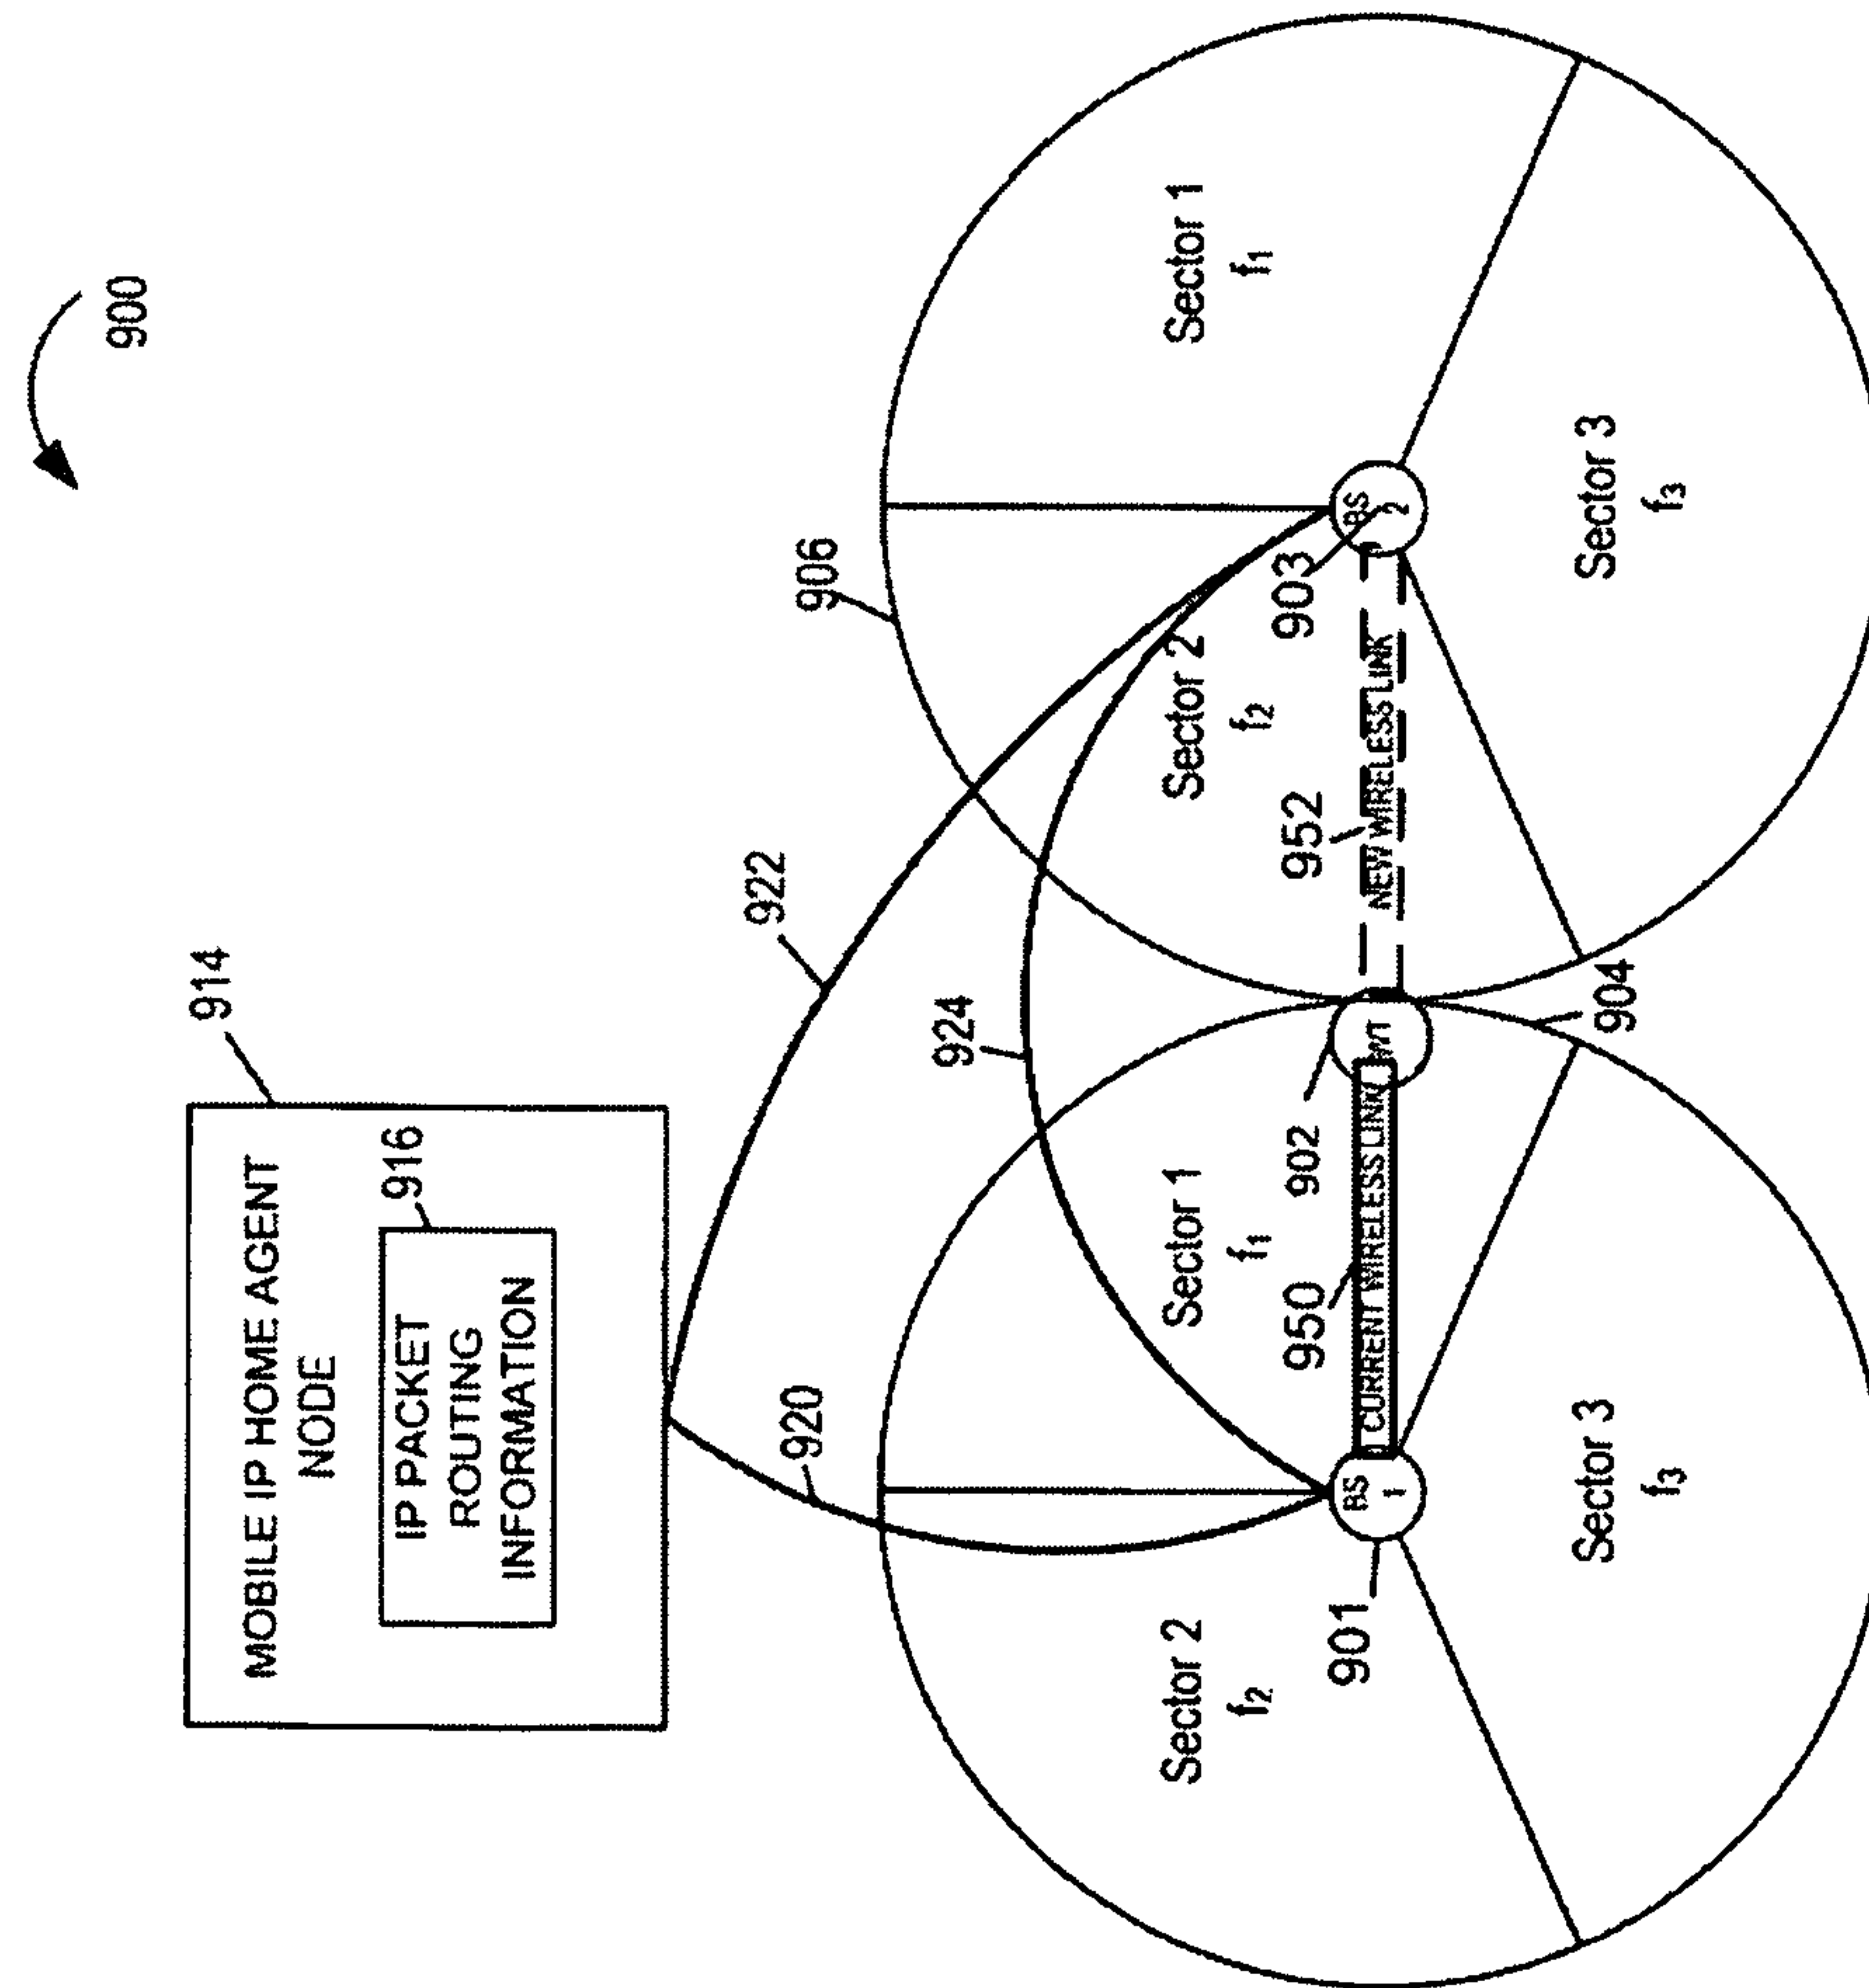 900
914
MOBILE IP HOME AGENT
NODE
916
IP PACKET
ROUTING
INFORMATION
920
922
906
924
Sector 2
f2
Sector 1
f1
Sector 2
f2
Sector 1
f1
950
902
952
903
901
BS
1
CURRENT WIRELESS LINK
MT
NEW WIRELESS LINK
BS
2
Sector 3
f3
904
Sector 3
f3